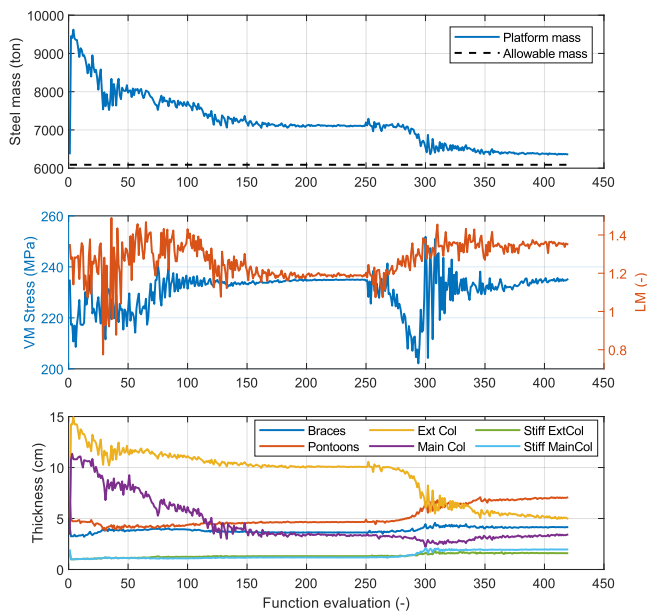 10000
9000
8000
7000
6000
Steel mass (ton)
Platform mass
Allowable mass
0 50 100 150 200 250 300 350 400 450
260
240
220
200
VM Stress (MPa)
1.4
1.2
1
0.8
LM (-)
0 50 100 150 200 250 300 350 400 450
15
10
5
0
Thickness (cm)
Braces Ext Col Stiff ExtCol
Pontoons Main Col Stiff MainCol
0 50 100 150 200 250 300 350 400 450
Function evaluation (-)